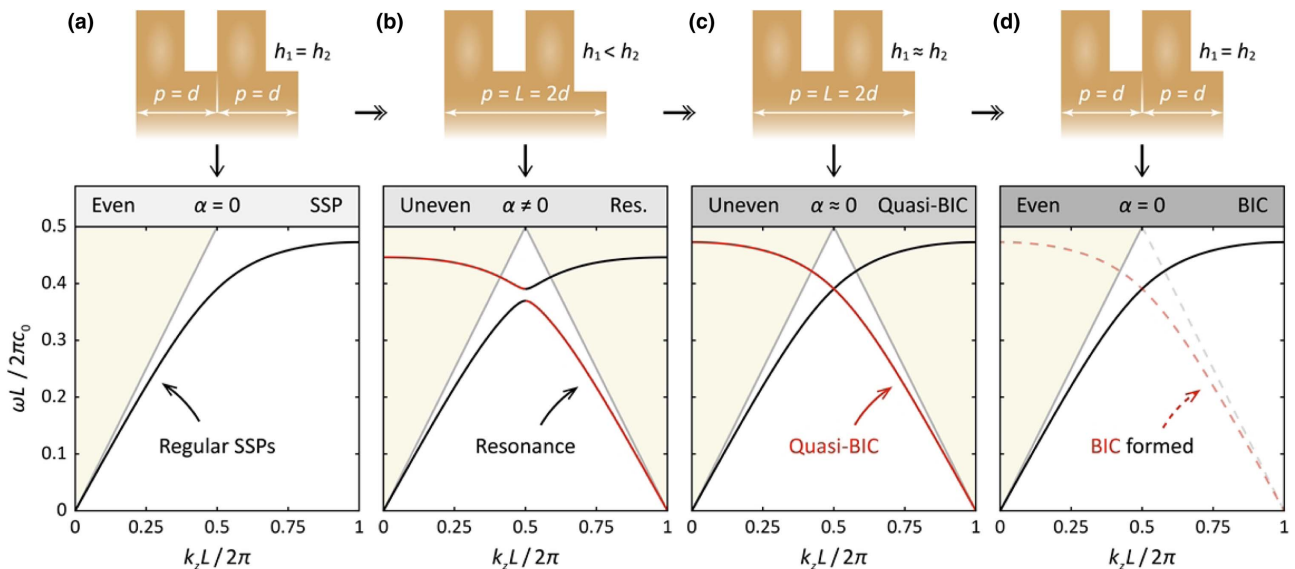 (a) (b) (c) (d)
h₁ = h₂ h₁ < h₂ h₁ ≈ h₂ h₁ = h₂
p = d p = d p = L = 2d p = L = 2d p = d p = d
Even α = 0 SSP Uneven α ≠ 0 Res. Uneven α ≈ 0 Quasi-BIC Even α = 0 BIC
0.5
0.4
0.3
0.2
0.1
0
ωL / 2πc₀
Regular SSPs Resonance Quasi-BIC BIC formed
0 0.25 0.5 0.75 1 0 0.25 0.5 0.75 1 0 0.25 0.5 0.75 1 0 0.25 0.5 0.75 1
k_zL / 2π k_zL / 2π k_zL / 2π k_zL / 2π